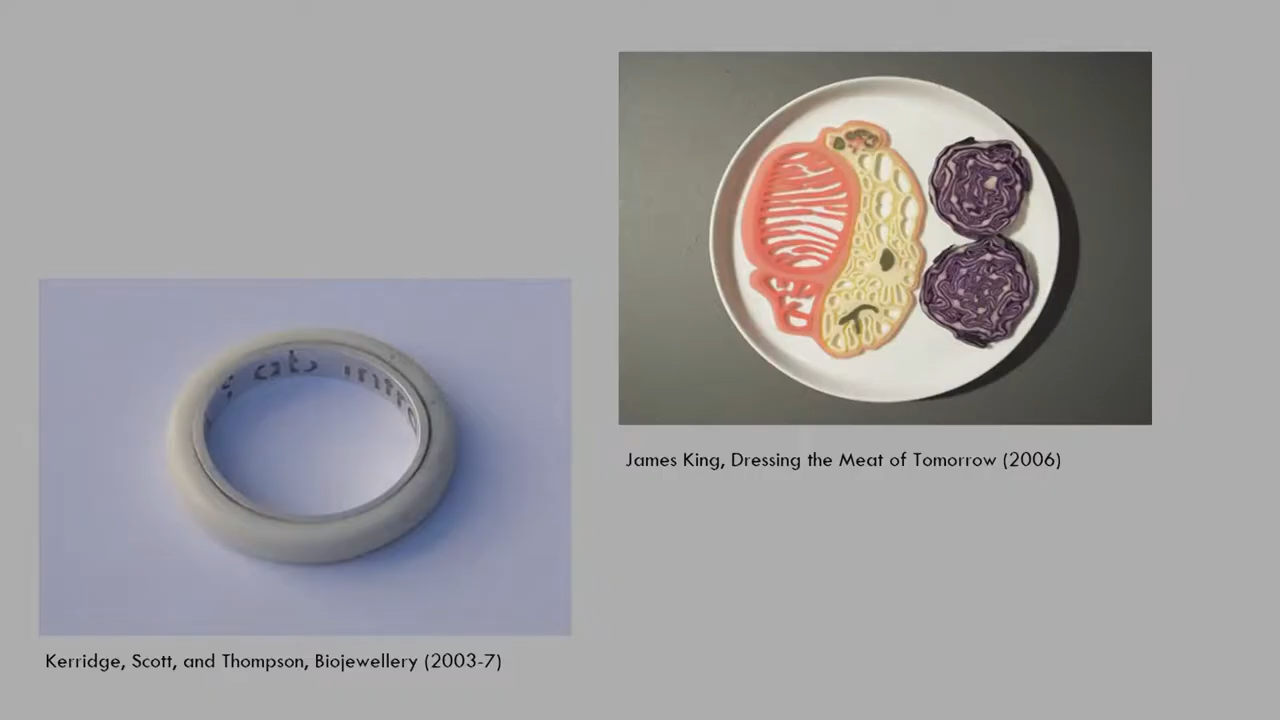 James King, Dressing the Meat of Tomorrow (2006)
Kerridge, Scott, and Thompson, Biojewellery (2003-7)